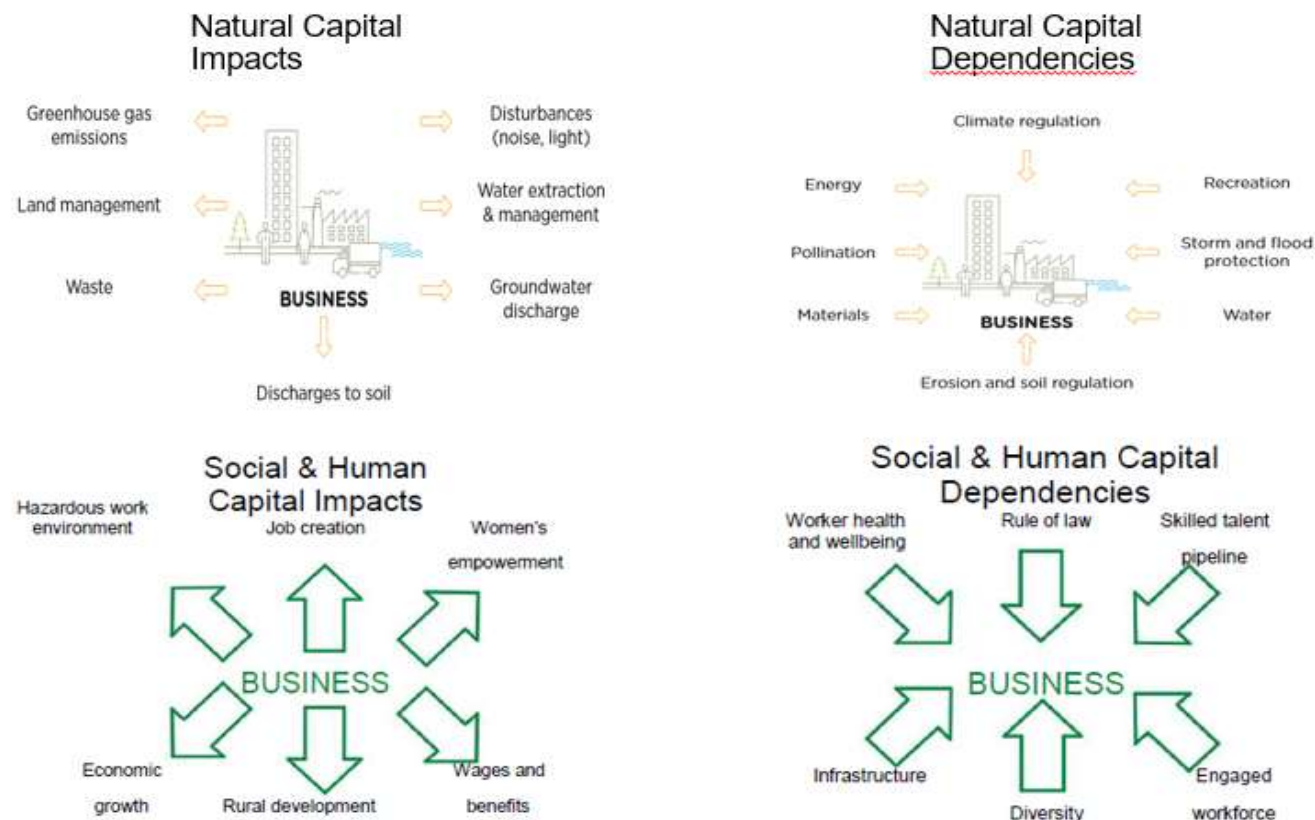 Natural Capital
Impacts
Greenhouse gas
emissions
Disturbances
(noise, light)
Land management
Water extraction
& management
Waste
BUSINESS
Groundwater
discharge
Discharges to soil
Natural Capital
Dependencies
Climate regulation
Energy
Recreation
Pollination
Storm and flood
protection
Materials
BUSINESS
Water
Erosion and soil regulation
Social & Human
Capital Impacts
Hazardous work
environment
Job creation
Women's
empowerment
BUSINESS
Economic
growth
Rural development
Wages and
benefits
Social & Human Capital
Dependencies
Worker health
and wellbeing
Rule of law
Skilled talent
pipeline
BUSINESS
Infrastructure
Diversity
Engaged
workforce